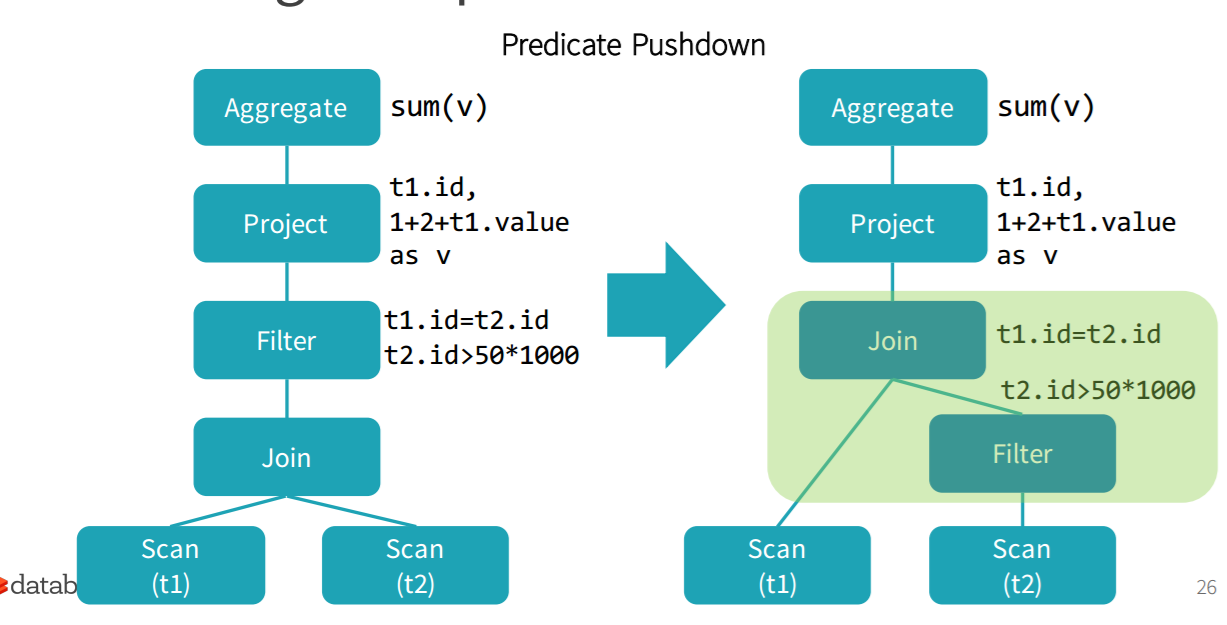 Predicate Pushdown
Aggregate
sum(v)
Project
t1.id,
1+2+t1.value
as v
Filter
t1.id=t2.id
t2.id>50*1000
Join
Scan
(t1)
Scan
(t2)
Aggregate
sum(v)
Project
t1.id,
1+2+t1.value
as v
Join
t1.id=t2.id
t2.id>50*1000
Filter
Scan
(t1)
Scan
(t2)
datab
26